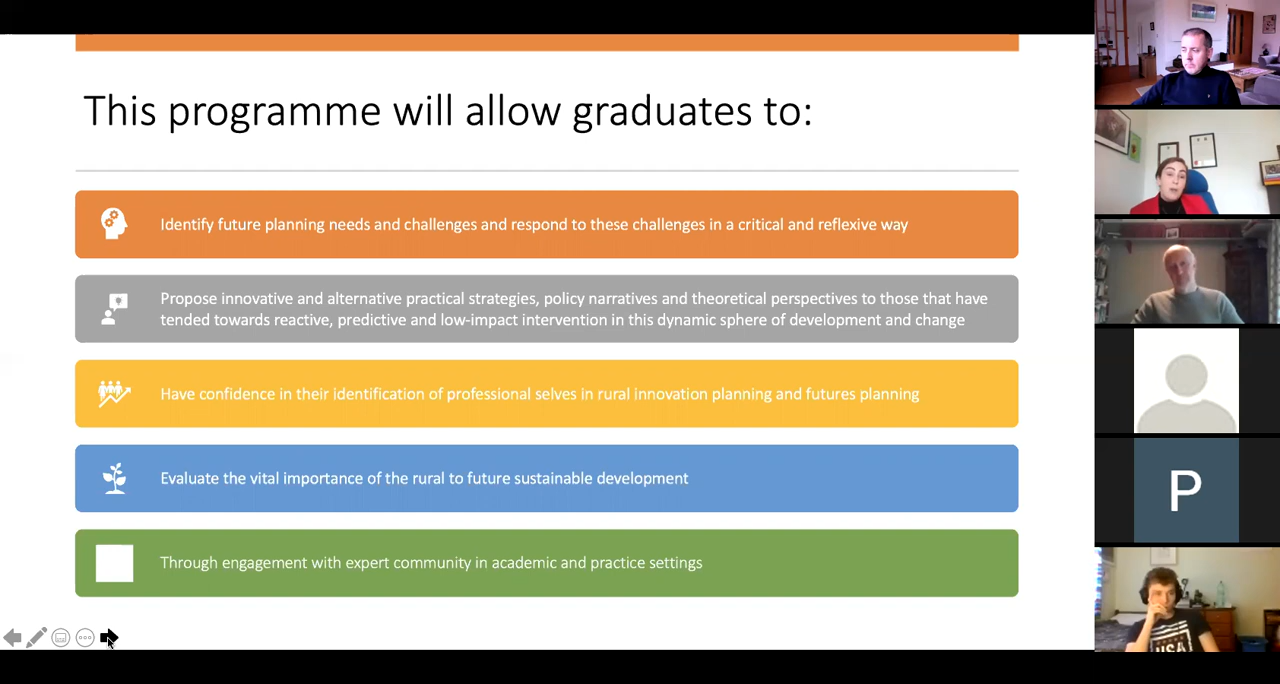 This programme will allow graduates to:
Identify future planning needs and challenges and respond to these challenges in a critical and reflexive way
Propose innovative and alternative practical strategies, policy narratives and theoretical perspectives to those that have
tended towards reactive, predictive and low-impact intervention in this dynamic sphere of development and change
Have confidence in their identification of professional selves in rural innovation planning and futures planning
Evaluate the vital importance of the rural to future sustainable development
Through engagement with expert community in academic and practice settings
P
USA